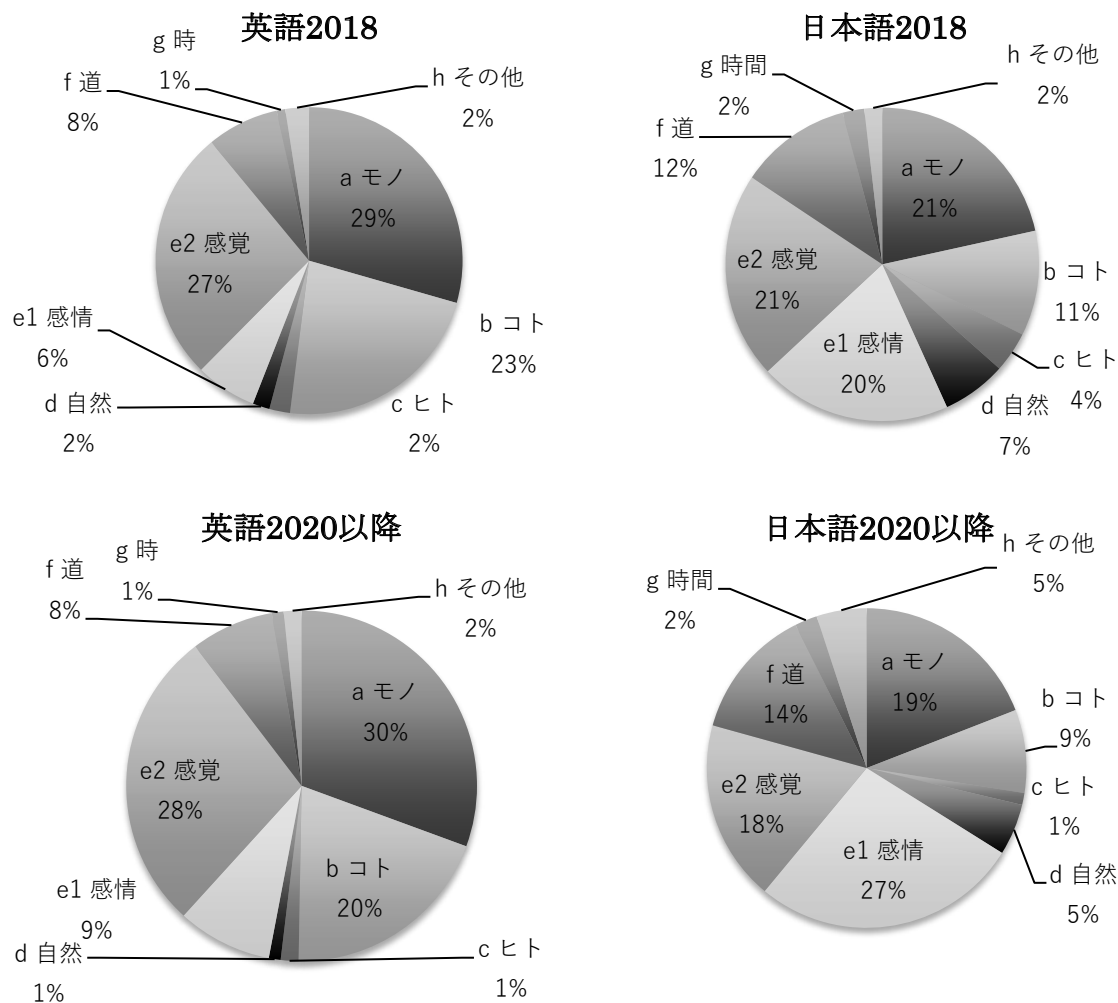 英語2018
a モノ
29%
b コト
23%
c ヒト
2%
d 自然
2%
e1 感情
6%
e2 感覚
27%
f 道
8%
g 時
1%
h その他
2%
日本語2018
a モノ
21%
b コト
11%
c ヒト
4%
d 自然
7%
e1 感情
20%
e2 感覚
21%
f 道
12%
g 時間
2%
h その他
2%
英語2020以降
a モノ
30%
b コト
20%
c ヒト
1%
d 自然
1%
e1 感情
9%
e2 感覚
28%
f 道
8%
g 時
1%
h その他
2%
日本語2020以降
a モノ
19%
b コト
9%
c ヒト
1%
d 自然
5%
e1 感情
27%
e2 感覚
18%
f 道
14%
g 時間
2%
h その他
5%